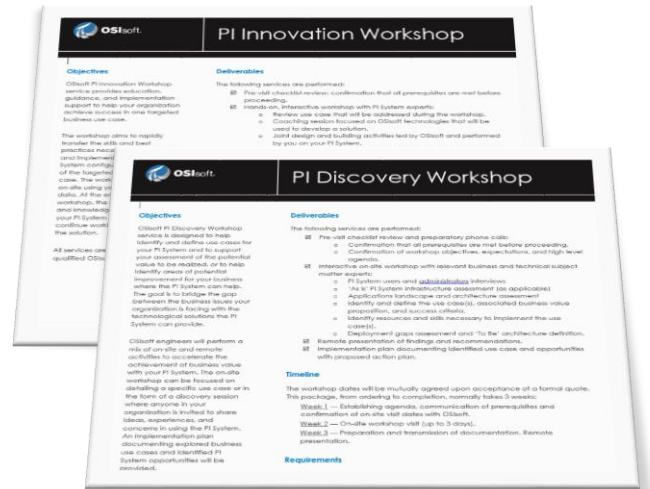 OSIsoft.
PI Innovation Workshop
Objectives
OSIsoft PI Innovation Workshop
service provides education,
guidance, and implementation
support to help your organization
achieve success in one targeted
business use case.
The workshop aims to rapidly
transfer the skills and best
practices
and
System
of the targeted
case. The
on-site using
data. At the
workshop, the
and
your PI System
continue
the solution.
All services are
qualified
Deliverables
The following services are performed:
Pre-visit checklist review: confirmation that all prerequisites are met before
proceeding.
Hands-on, interactive workshop with PI System experts:
Review use case that will be addressed during the workshop.
Coaching session focused on OSIsoft technologies that will be
used to develop a solution.
Joint design and building activities led by OSIsoft and performed
by you on your PI System.
OSIsoft.
PI Discovery Workshop
Objectives
OSIsoft PI Discovery Workshop
service is designed to help
identify and define use cases for
your PI System and to support
your assessment of the potential
value to be realized, or to help
identify areas of potential
improvement for your business
where the PI System can help.
The goal is to bridge the gap
between the business issues your
organization is facing with the
technological solutions the PI
System can provide.
OSIsoft engineers will perform a
mix of on-site and remote
activities to accelerate the
achievement of business value
with your PI System. The on-site
workshop can be focused on
detailing a specific use case or in
the form of a discovery session
where anyone in your
organization is invited to share
ideas, experiences, and
concerns in using the PI System.
An implementation plan
documenting explored business
use cases and identified PI
System opportunities will be
provided.
Deliverables
The following services are performed:
Pre-visit checklist review and preparatory phone calls:
Confirmation that all prerequisites are met before proceeding.
Confirmation of workshop objectives, expectations, and high level
agenda.
Interactive on-site workshop with relevant business and technical subject
matter experts:
PI System users and administrators interviews
'As is' PI System infrastructure assessment (as applicable)
Applications landscape and architecture assessment
Identify and define the use case(s), associated business value
proposition, and success criteria.
Identify resources and skills necessary to implement the use
case(s).
Deployment gaps assessment and 'To Be' architecture definition.
Remote presentation of findings and recommendations.
Implementation plan documenting identified use case and opportunities
with proposed action plan.
Timeline
The workshop dates will be mutually agreed upon acceptance of a formal quote.
This package, from ordering to completion, normally takes 3 weeks:
Week 1 — Establishing agenda, communication of prerequisites and
confirmation of on-site visit dates with OSIsoft.
Week 2 — On-site workshop visit (up to 3 days).
Week 3 — Preparation and transmission of documentation. Remote
presentation.
Requirements